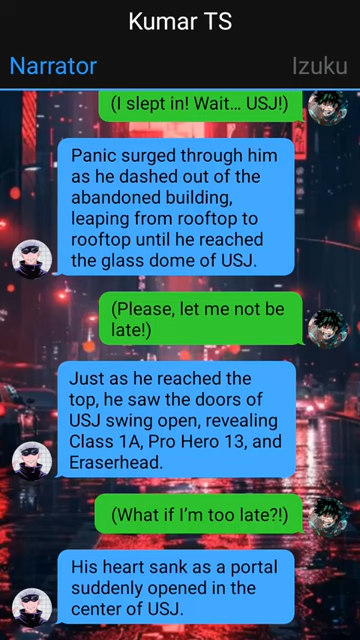 Kumar TS
Narrator
Izuku
(I slept in! Wait... USJ!)
Panic surged through him
as he dashed out of the
abandoned building,
leaping from rooftop to
rooftop until he reached
the glass dome of USJ.
(Please, let me not be
late!)
Just as he reached the
top, he saw the doors of
USJ swing open, revealing
Class 1A, Pro Hero 13, and
Eraserhead.
(What if I’m too late?!)
His heart sank as a portal
suddenly opened in the
center of USJ.